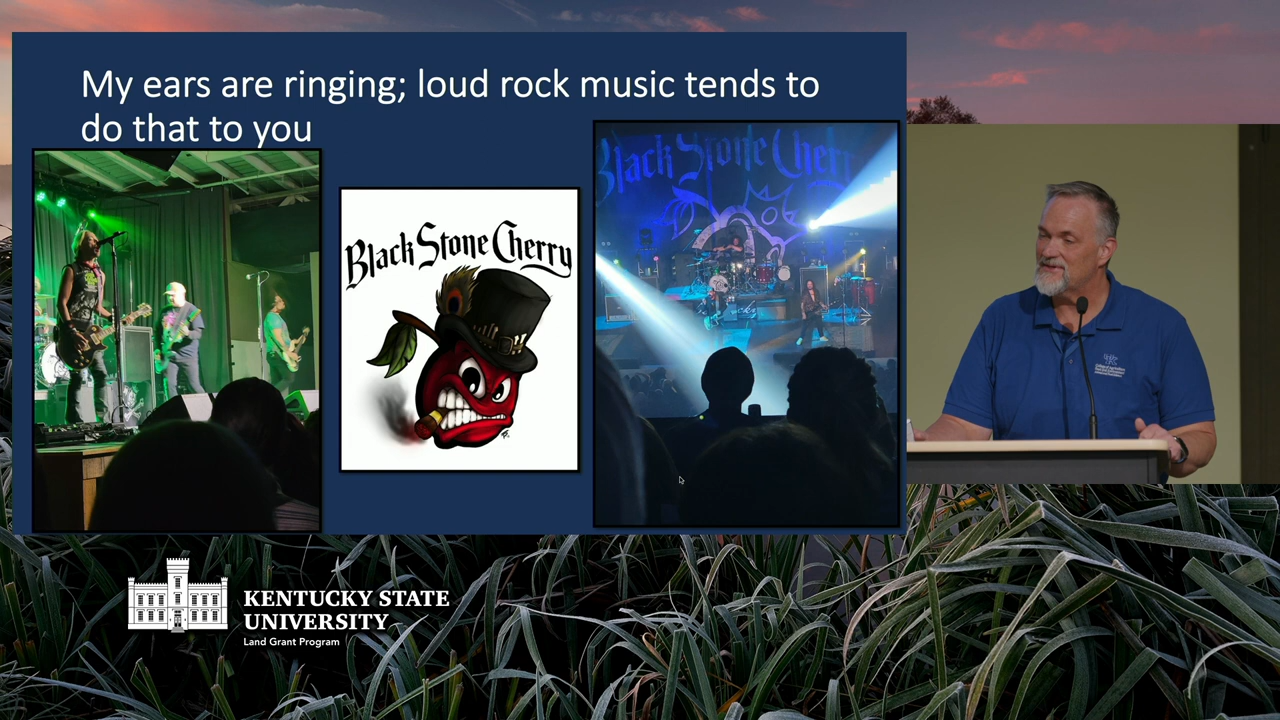 My ears are ringing; loud rock music tends to
do that to you
Black Stone Cherry
Black Stone Cherry
KENTUCKY STATE
UNIVERSITY
Land Grant Program